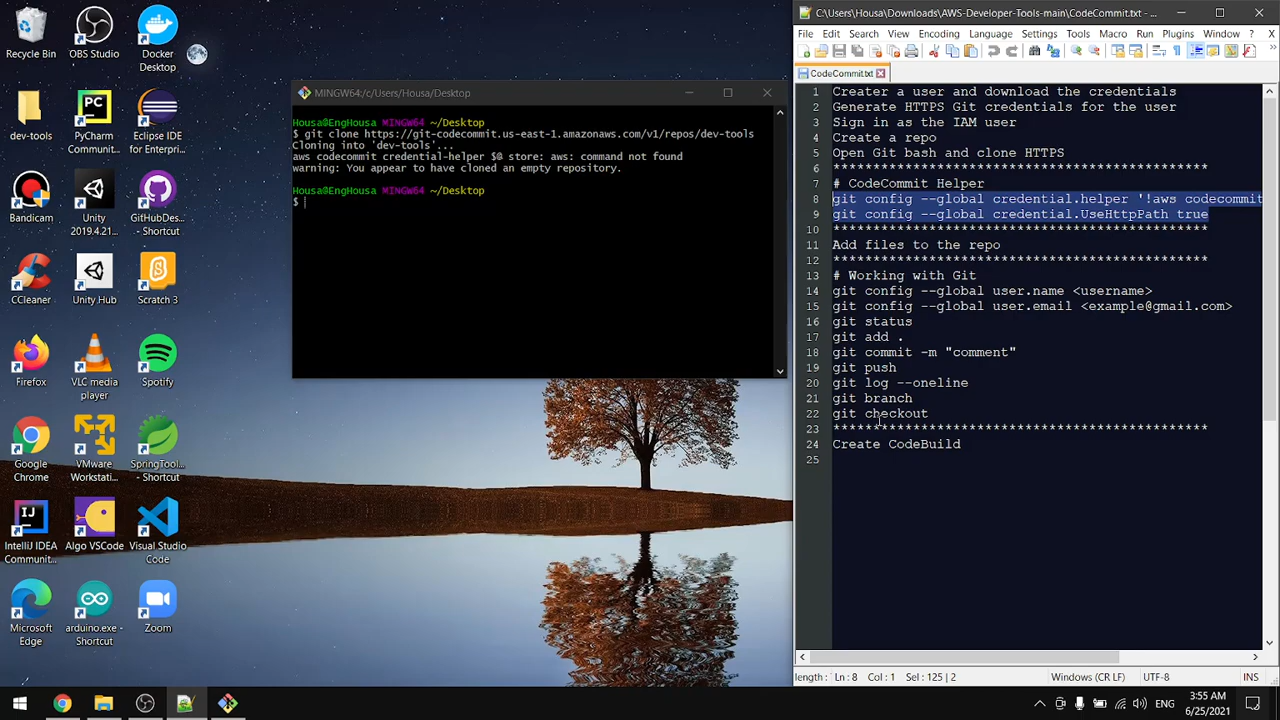 Recycle Bin
OBS Studio
Docker
Desktop
dev-tools
PyCharm
Communit...
Eclipse IDE
for Enterpri...
Bandicam
Unity
2019.4.21...
GitHubDes...
- Shortcut
CCleaner
Unity Hub
Scratch 3
Firefox
VLC media
player
Spotify
Google
Chrome
VMware
Workstati...
SpringTool...
- Shortcut
IntelliJ IDEA
Communit...
Algo VSCode
Visual Studio
Code
Microsoft
Edge
arduino.exe -
Shortcut
Zoom
MINGW64:/c/Users/Housa/Desktop
Housa@EngHousa MINGW64 ~/Desktop
$ git clone https://git-codecommit.us-east-1.amazonaws.com/v1/repos/dev-tools
Cloning into 'dev-tools'...
aws codecommit credential-helper $@ store: aws: command not found
warning: You appear to have cloned an empty repository.
Housa@EngHousa MINGW64 ~/Desktop
$
C:\Users\Housa\Downloads\AWS-Developer-Tools-main\CodeCommit.txt - ...
File Edit Search View Encoding Language Settings Tools Macro Run Plugins Window ? X
CodeCommit.txt
1 Creater a user and download the credentials
2 Generate HTTPS Git credentials for the user
3 Sign in as the IAM user
4 Create a repo
5 Open Git bash and clone HTTPS
6 ***********************************************
7 # CodeCommit Helper
8 git config --global credential.helper '!aws codecommit
9 git config --global credential.UseHttpPath true
10 ***********************************************
11 Add files to the repo
12 ***********************************************
13 # Working with Git
14 git config --global user.name <username>
15 git config --global user.email <example@gmail.com>
16 git status
17 git add .
18 git commit -m "comment"
19 git push
20 git log --oneline
21 git branch
22 git checkout
23 ***********************************************
24 Create CodeBuild
25
length : Ln : 8 Col : 1 Sel : 125 | 2 Windows (CR LF) UTF-8 INS
ENG
3:55 AM
6/25/2021